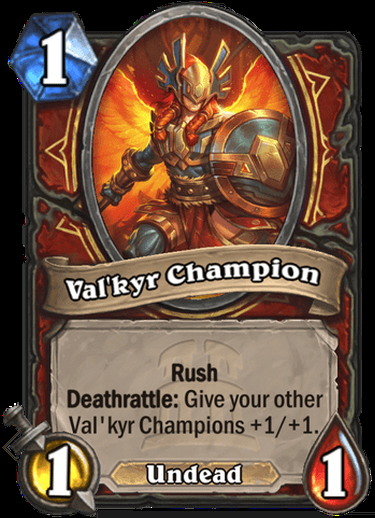 1
Val'kyr Champion
Rush
Deathrattle: Give your other
Val'kyr Champions +1/+1.
1
Undead
1